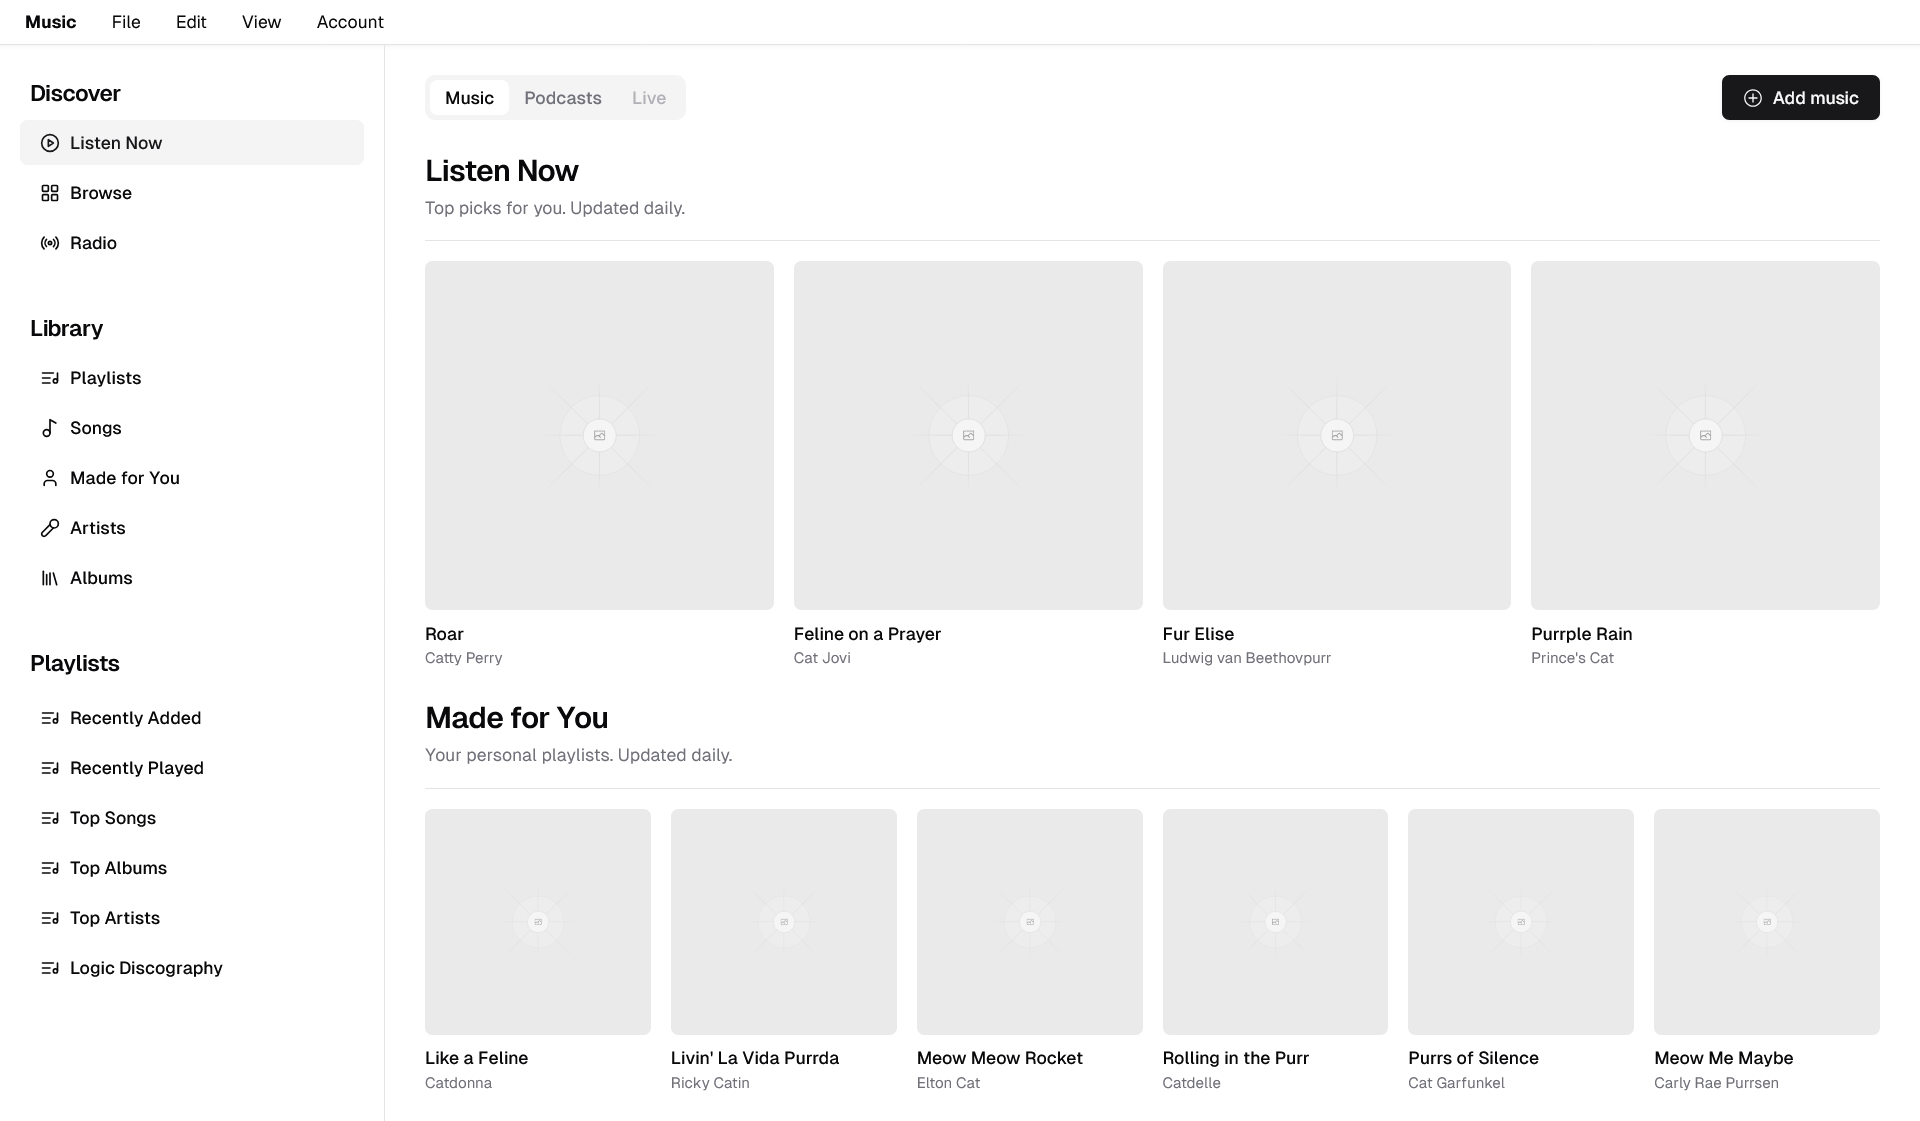 Music File Edit View Account
Discover
Listen Now
Browse
Radio
Library
Playlists
Songs
Made for You
Artists
Albums
Playlists
Recently Added
Recently Played
Top Songs
Top Albums
Top Artists
Logic Discography
Music Podcasts Live
Add music
Listen Now
Top picks for you. Updated daily.
Roar
Catty Perry
Feline on a Prayer
Cat Jovi
Fur Elise
Ludwig van Beethovpurr
Purrple Rain
Prince's Cat
Made for You
Your personal playlists. Updated daily.
Like a Feline
Catdonna
Livin' La Vida Purrda
Ricky Catin
Meow Meow Rocket
Elton Cat
Rolling in the Purr
Catdelle
Purrs of Silence
Cat Garfunkel
Meow Me Maybe
Carly Rae Purrsen